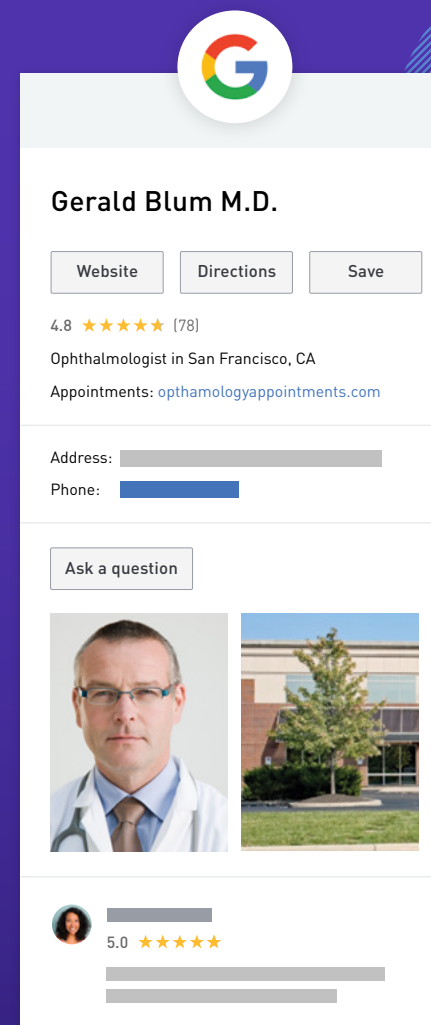 Gerald Blum M.D.
Website Directions Save
4.8 (78)
Ophthalmologist in San Francisco, CA
Appointments: opthamologyappointments.com
Address:
Phone:
Ask a question
5.0